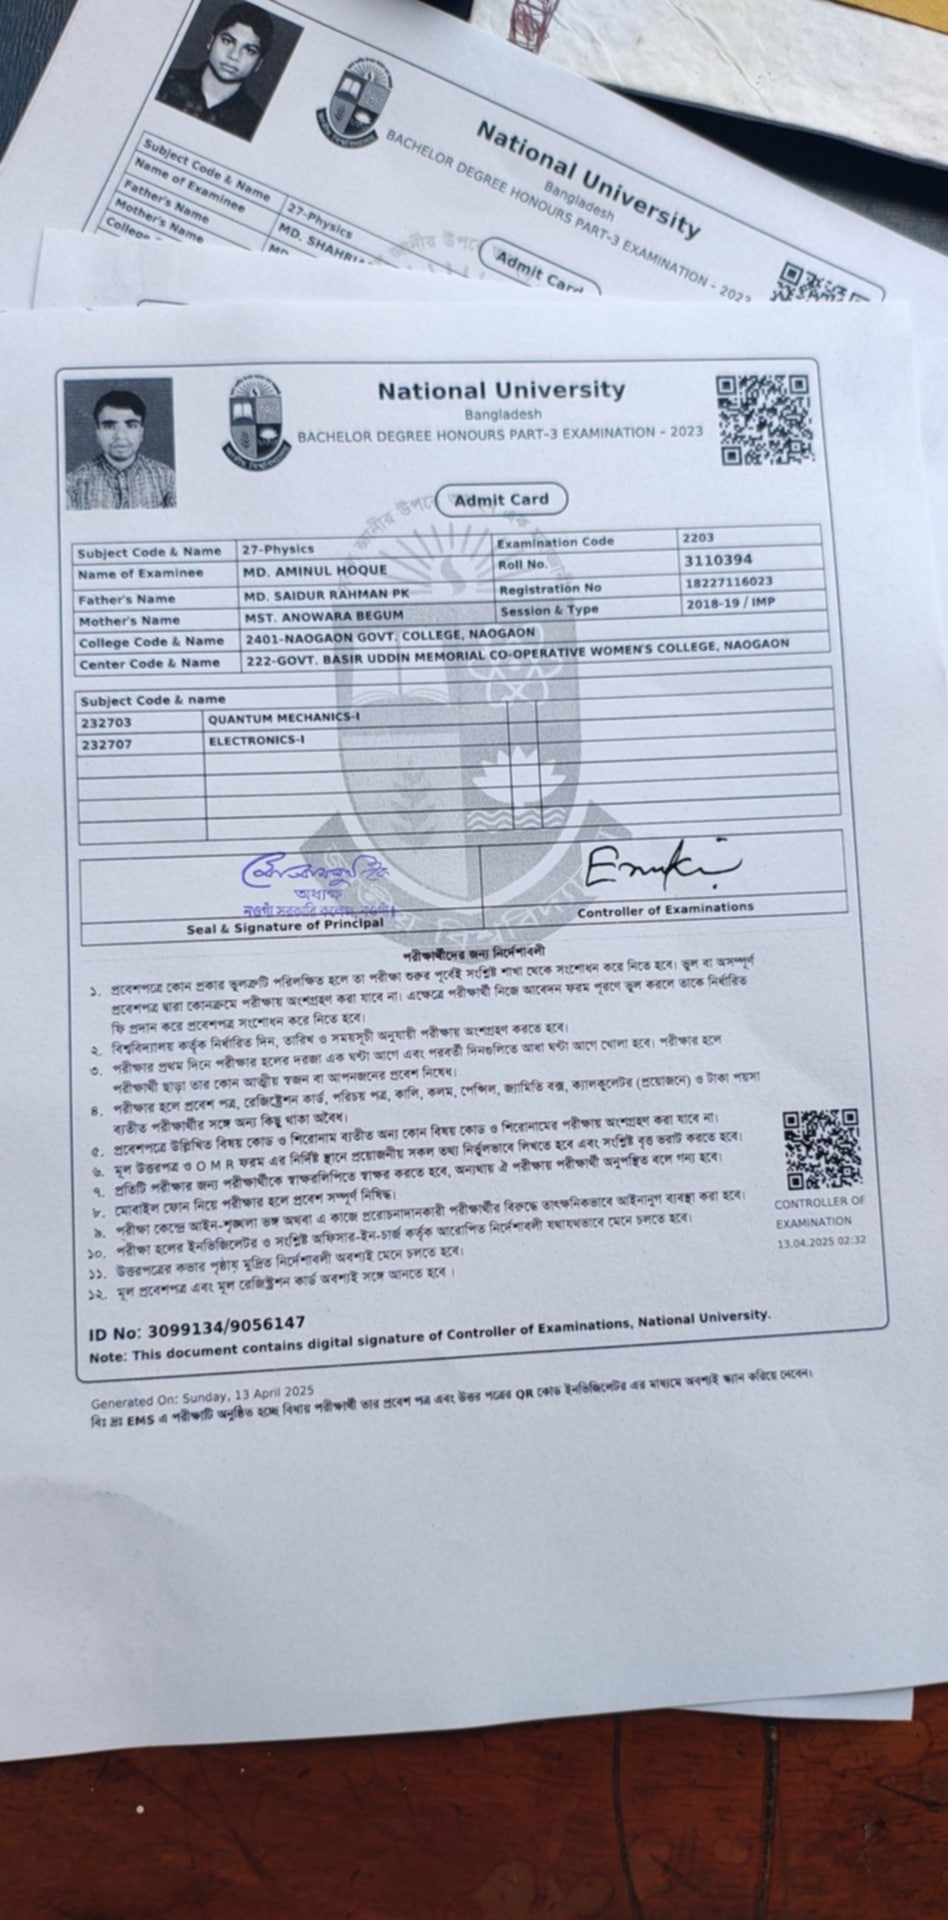 National University
Bangladesh
BACHELOR DEGREE HONOURS PART-3 EXAMINATION - 2023
Admit Card
Subject Code & Name 27-Physics
Name of Examinee MD. SHAHRIA
Father's Name MD.
Mother's Name
College
National University
Bangladesh
BACHELOR DEGREE HONOURS PART-3 EXAMINATION - 2023
Admit Card
Subject Code & Name 27-Physics Examination Code 2203
Name of Examinee MD. AMINUL HOQUE Roll No. 3110394
Father's Name MD. SAIDUR RAHMAN PK Registration No 18227116023
Mother's Name MST. ANOWARA BEGUM Session & Type 2018-19 / IMP
College Code & Name 2401-NAOGAON GOVT. COLLEGE, NAOGAON
Center Code & Name 222-GOVT. BASIR UDDIN MEMORIAL CO-OPERATIVE WOMEN'S COLLEGE, NAOGAON
Subject Code & name
232703 QUANTUM MECHANICS-I
232707 ELECTRONICS-I
অধ্যক্ষ
নওগাঁ সরকারি কলেজ, নওগাঁ।
Seal & Signature of Principal Controller of Examinations
পরীক্ষার্থীদের জন্য নির্দেশাবলী
১. প্রবেশপত্রে কোন প্রকার ভুলত্রুটি পরিলক্ষিত হলে তা পরীক্ষা শুরুর পূর্বেই সংশ্লিষ্ট শাখা থেকে সংশোধন করে নিতে হবে। ভুল বা অসম্পূর্ণ
প্রবেশপত্র দ্বারা কোনক্রমে পরীক্ষায় অংশগ্রহণ করা যাবে না। এক্ষেত্রে পরীক্ষার্থী নিজে আবেদন ফরম পূরণে ভুল করলে তাকে নির্ধারিত
ফি প্রদান করে প্রবেশপত্র সংশোধন করে নিতে হবে।
২. বিশ্ববিদ্যালয় কর্তৃক নির্ধারিত দিন, তারিখ ও সময়সূচী অনুযায়ী পরীক্ষায় অংশগ্রহণ করতে হবে।
৩. পরীক্ষার প্রথম দিনে পরীক্ষার হলের দরজা এক ঘন্টা আগে এবং পরবর্তী দিনগুলিতে আধা ঘন্টা আগে খোলা হবে। পরীক্ষার হলে
পরীক্ষার্থী ছাড়া তার কোন আত্মীয় স্বজন বা আপনজনের প্রবেশ নিষেধ।
৪. পরীক্ষার হলে প্রবেশ পত্র, রেজিষ্ট্রেশন কার্ড, পরিচয় পত্র, কালি, কলম, পেন্সিল, জ্যামিতি বক্স, ক্যালকুলেটর (প্রয়োজনে) ও টাকা পয়সা
ব্যতীত পরীক্ষার্থীর সঙ্গে অন্য কিছু থাকা অবৈধ।
৫. প্রবেশপত্রে উল্লিখিত বিষয় কোড ও শিরোনাম ব্যতীত অন্য কোন বিষয় কোড ও শিরোনামের পরীক্ষায় অংশগ্রহণ করা যাবে না।
৬. মূল উত্তরপত্র ও O M R ফরম এর নির্দিষ্ট স্থানে প্রয়োজনীয় সকল তথ্য নির্ভুলভাবে লিখতে হবে এবং সংশ্লিষ্ট বৃত্ত ভরাট করতে হবে।
৭. প্রতিটি পরীক্ষার জন্য পরীক্ষার্থীকে স্বাক্ষরলিপিতে স্বাক্ষর করতে হবে, অন্যথায় ঐ পরীক্ষায় পরীক্ষার্থী অনুপস্থিত বলে গন্য হবে।
৮. মোবাইল ফোন নিয়ে পরীক্ষার হলে প্রবেশ সম্পূর্ণ নিষিদ্ধ।
৯. পরীক্ষা কেন্দ্রে আইন-শৃঙ্খলা ভঙ্গ অথবা এ কাজে প্ররোচনাদানকারী পরীক্ষার্থীর বিরুদ্ধে তাৎক্ষনিকভাবে আইনানুগ ব্যবস্থা করা হবে।
১০. পরীক্ষা হলের ইনভিজিলেটর ও সংশ্লিষ্ট অফিসার-ইন-চার্জ কর্তৃক আরোপিত নির্দেশাবলী যথাযথভাবে মেনে চলতে হবে।
১১. উত্তরপত্রের কভার পৃষ্ঠায় মুদ্রিত নির্দেশাবলী অবশ্যই মেনে চলতে হবে।
১২. মূল প্রবেশপত্র এবং মূল রেজিষ্ট্রেশন কার্ড অবশ্যই সঙ্গে আনতে হবে ।
CONTROLLER OF
EXAMINATION
13.04.2025 02:32
ID No: 3099134/9056147
Note: This document contains digital signature of Controller of Examinations, National University.
Generated On: Sunday, 13 April 2025
বিঃ দ্রঃ EMS এ পরীক্ষাটি অনুষ্ঠিত হচ্ছে বিধায় পরীক্ষার্থী তার প্রবেশ পত্র এবং উত্তর পত্রের QR কোড ইনভিজিলেটর এর মাধ্যমে অবশ্যই স্ক্যান করিয়ে নেবেন।